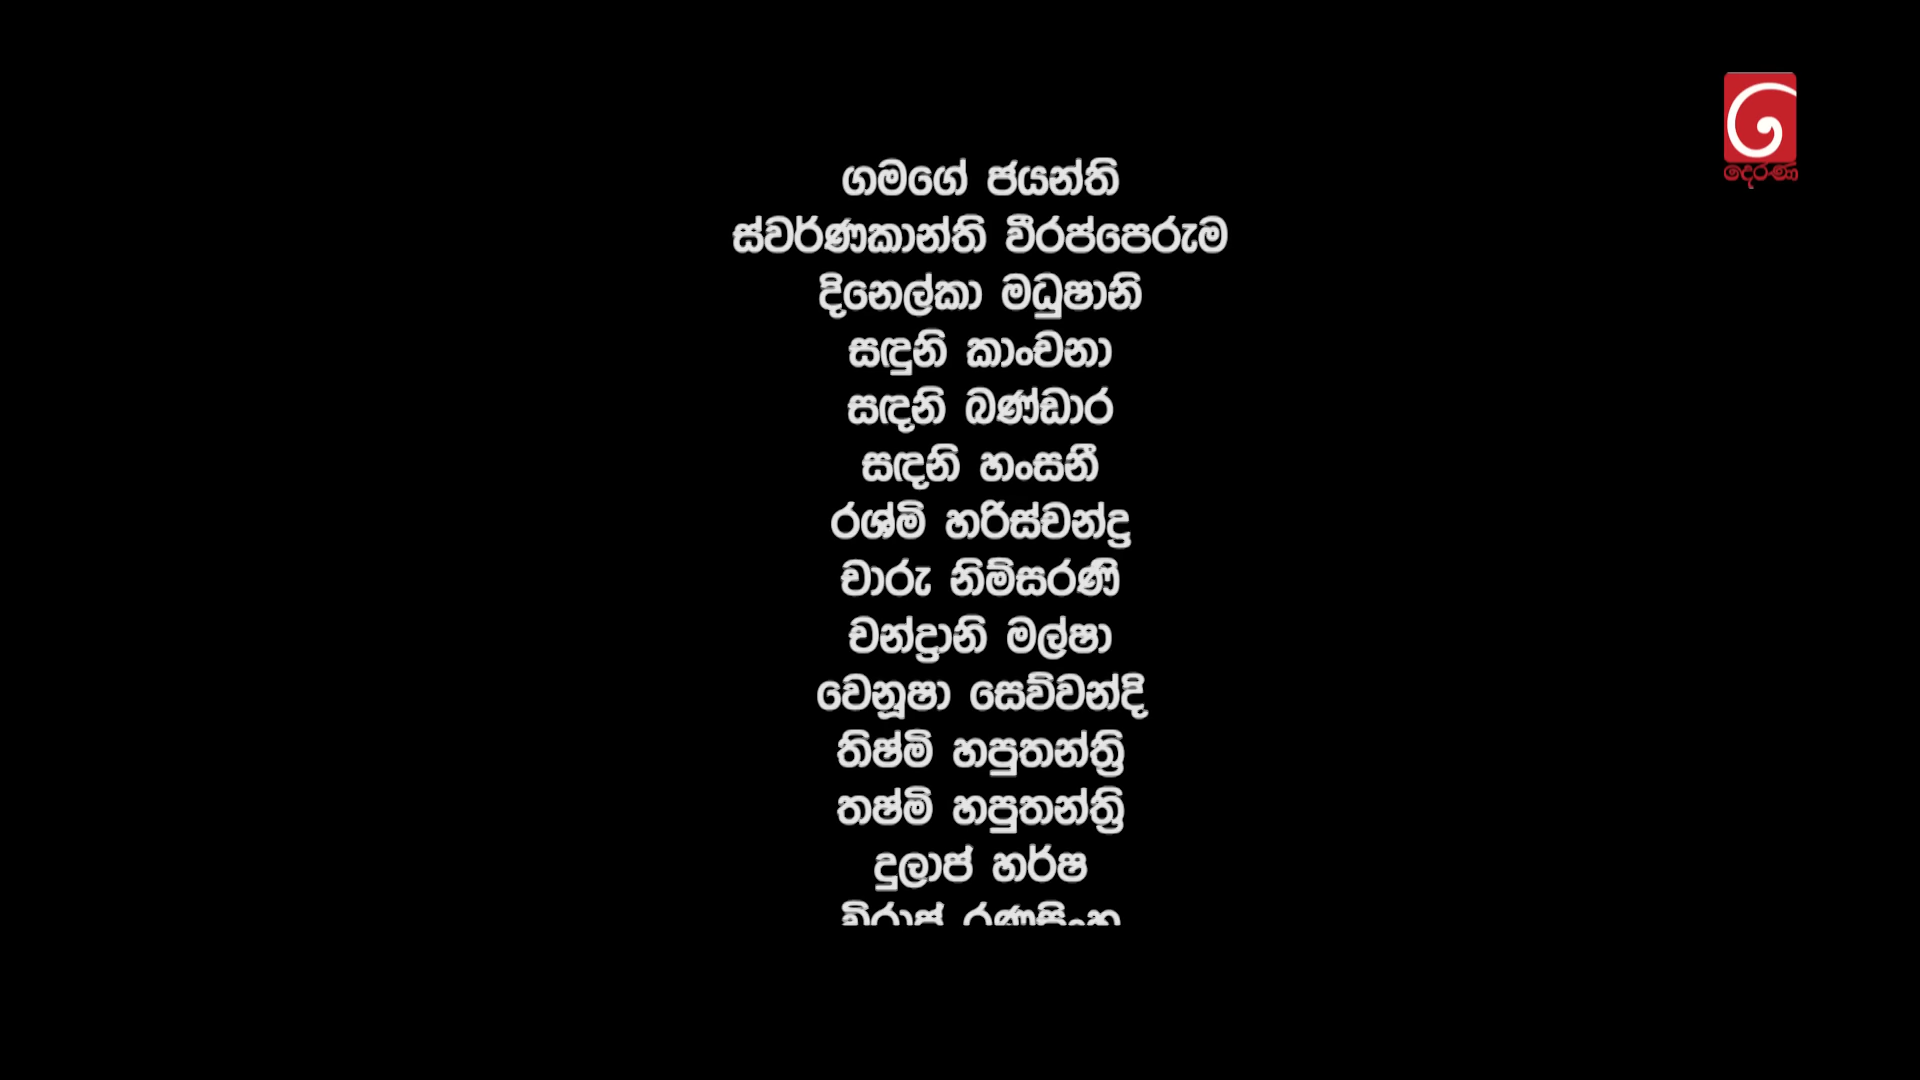 දෙරණ
ගමගේ ජයන්ති
ස්වර්ණකාන්ති වීරප්පෙරුම
දිනෙල්කා මධුෂානි
සඳුනි කාංචනා
සඳනි බණ්ඩාර
සඳනි හංසනී
රශ්මි හරිස්චන්ද්‍ර
චාරු නිම්සරණි
චන්ද්‍රානි මල්ෂා
වෙනූෂා සෙව්වන්දි
තිෂ්මි හපුතන්ත්‍රි
තෂ්මි හපුතන්ත්‍රි
දුලාප් හර්ෂ